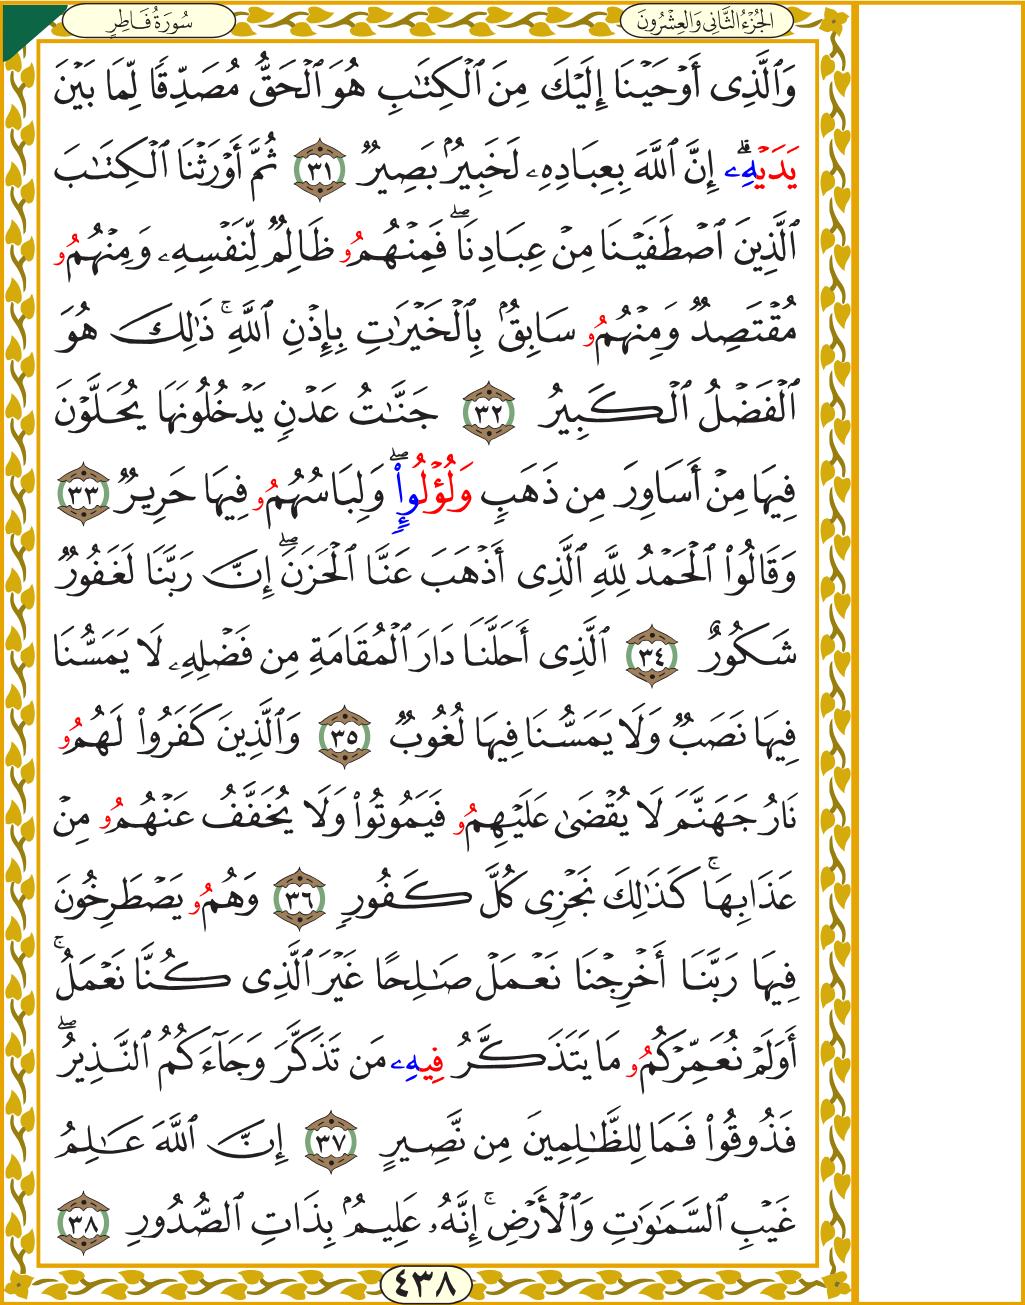 الجُزْءُ الثَّانِي وَالعِشْرُونَ
سُورَةُ فَاطِرٍ
وَٱلَّذِى أَوۡحَيۡنَا إِلَيۡكَ مِنَ ٱلۡكِتَٰبِ هُوَ ٱلۡحَقُّ مُصَدِّقٗا لِّمَا بَيۡنَ
يَدَيۡهِۦۗ إِنَّ ٱللَّهَ بِعِبَادِهِۦ لَخَبِيرُۢ بَصِيرٞ ٣١ ثُمَّ أَوۡرَثۡنَا ٱلۡكِتَٰبَ
ٱلَّذِينَ ٱصۡطَفَيۡنَا مِنۡ عِبَادِنَاۖ فَمِنۡهُمُۥ ظَالِمٞ لِّنَفۡسِهِۦ وَمِنۡهُمُۥ
مُقۡتَصِدٞ وَمِنۡهُمُۥ سَابِقُۢ بِٱلۡخَيۡرَٰتِ بِإِذۡنِ ٱللَّهِۚ ذَٰلِكَ هُوَ
ٱلۡفَضۡلُ ٱلۡكَبِيرُ ٣٢ جَنَّٰتُ عَدۡنٖ يَدۡخُلُونَهَا يُحَلَّوۡنَ
فِيهَا مِنۡ أَسَاوِرَ مِن ذَهَبٖ وَلُؤۡلُوٕٖاۖ وَلِبَاسُهُمُۥ فِيهَا حَرِيرٞ ٣٣
وَقَالُواْ ٱلۡحَمۡدُ لِلَّهِ ٱلَّذِى أَذۡهَبَ عَنَّا ٱلۡحَزَنَۖ إِنَّ رَبَّنَا لَغَفُورٞ
شَكُورٌ ٣٤ ٱلَّذِى أَحَلَّنَا دَارَ ٱلۡمُقَامَةِ مِن فَضۡلِهِۦ لَا يَمَسُّنَا
فِيهَا نَصَبٞ وَلَا يَمَسُّنَا فِيهَا لُغُوبٞ ٣٥ وَٱلَّذِينَ كَفَرُواْ لَهُمُۥ
نَارُ جَهَنَّمَ لَا يُقۡضَىٰ عَلَيۡهِمُۥ فَيَمُوتُواْ وَلَا يُخَفَّفُ عَنۡهُمُۥ مِنۡ
عَذَابِهَاۚ كَذَٰلِكَ نَجۡزِى كُلَّ كَفُورٖ ٣٦ وَهُمُۥ يَصۡطَرِخُونَ
فِيهَا رَبَّنَا أَخۡرِجۡنَا نَعۡمَلۡ صَٰلِحًا غَيۡرَ ٱلَّذِى كُنَّا نَعۡمَلُۚ
أَوَلَمۡ نُعَمِّرۡكُمُۥ مَا يَتَذَكَّرُ فِيهِۦ مَن تَذَكَّرَ وَجَآءَكُمُ ٱلنَّذِيرُۖ
فَذُوقُواْ فَمَا لِلظَّٰلِمِينَ مِن نَّصِيرٍ ٣٧ إِنَّ ٱللَّهَ عَٰلِمُ
غَيۡبِ ٱلسَّمَٰوَٰتِ وَٱلۡأَرۡضِۚ إِنَّهُۥ عَلِيمُۢ بِذَاتِ ٱلصُّدُورِ ٣٨
٤٣٨